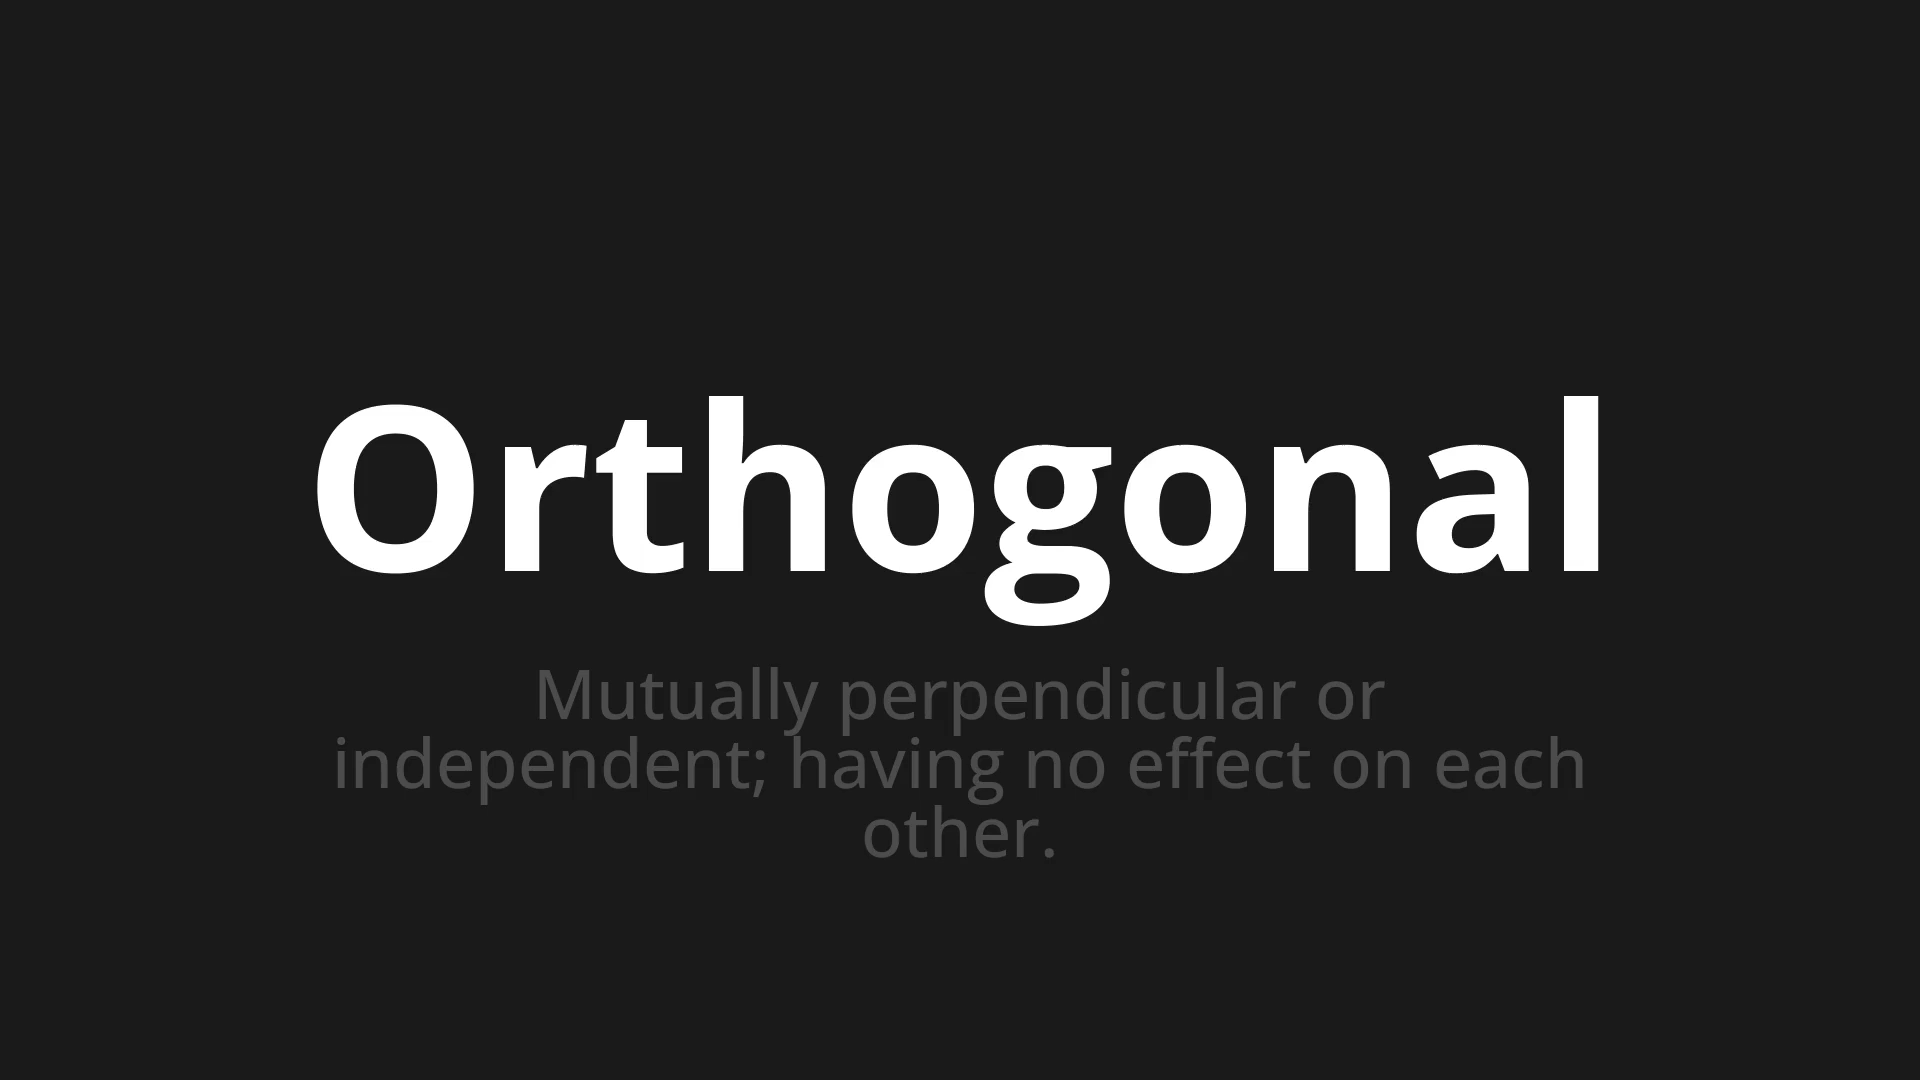 Orthogonal
Mutually perpendicular or
independent; having no effect on each
other.